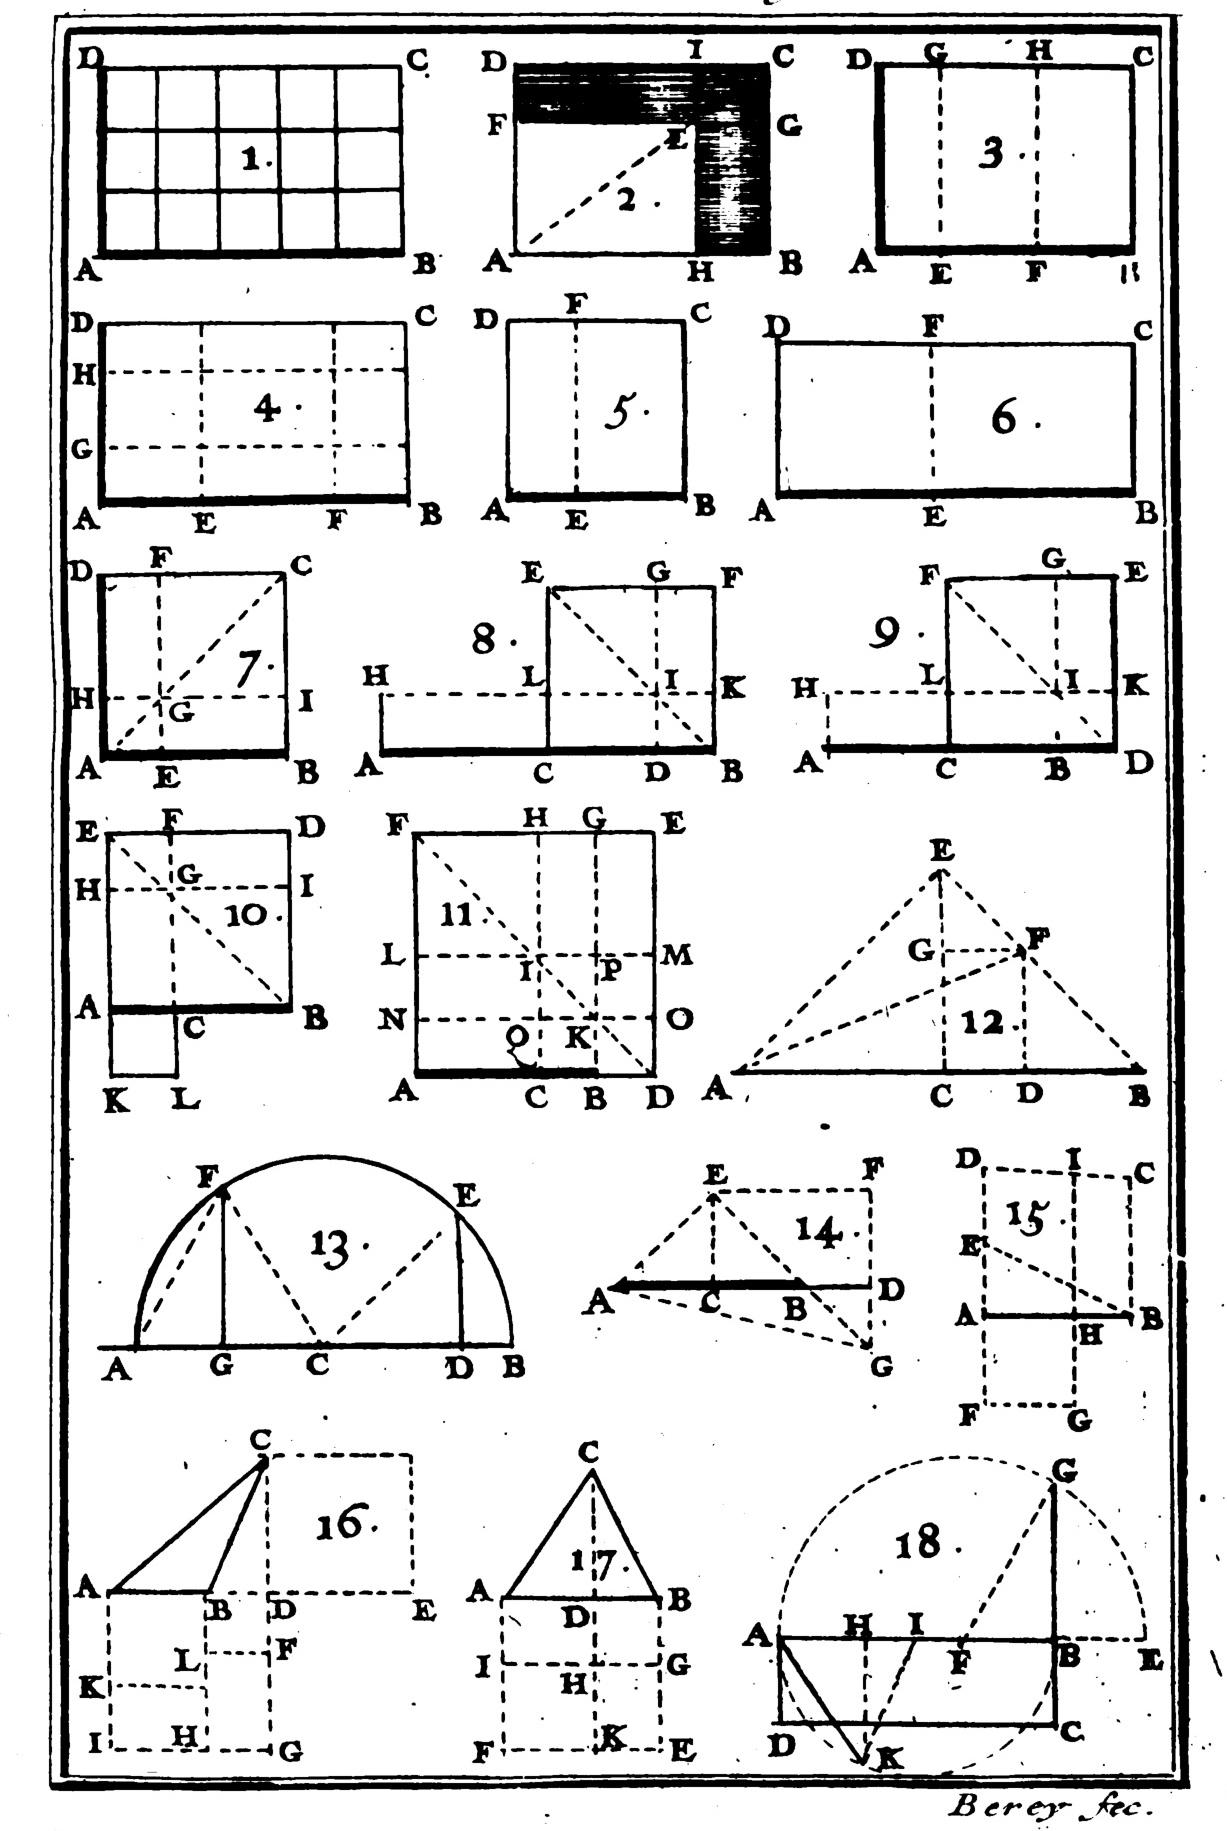 D C
1.
A B
D I C
F E G
2.
A H B
D G H C
3.
A E F B
D C
H
4.
G
A E F B
D F C
5.
A E B
D F C
6.
A E B
D F C
7.
H G I
A E B
E G F
8.
H L I K
A C D B
F G E
9.
H L I K
A C B D
E F D
H G I
10.
A C B
K L
F H G E
11.
L I P M
N Q K O
A C B D
E
G F
12.
A C D B
F E
13.
A G C D B
E F
14.
A C B D
G
D I C
15.
E
A H B
F G
C
16.
A B D E
L F
K
I H G
C
17.
A D B
I H G
F K E
G
18.
A H I F B E
D K C
Berey fec.